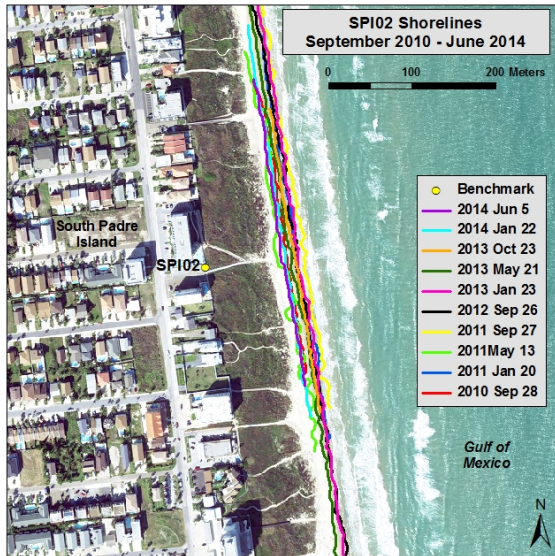 SPI02 Shorelines
September 2010 - June 2014
0 100 200 Meters
Benchmark
2014 Jun 5
2014 Jan 22
2013 Oct 23
2013 May 21
2013 Jan 23
2012 Sep 26
2011 Sep 27
2011May 13
2011 Jan 20
2010 Sep 28
South Padre
Island
SPI02
Gulf of
Mexico
N